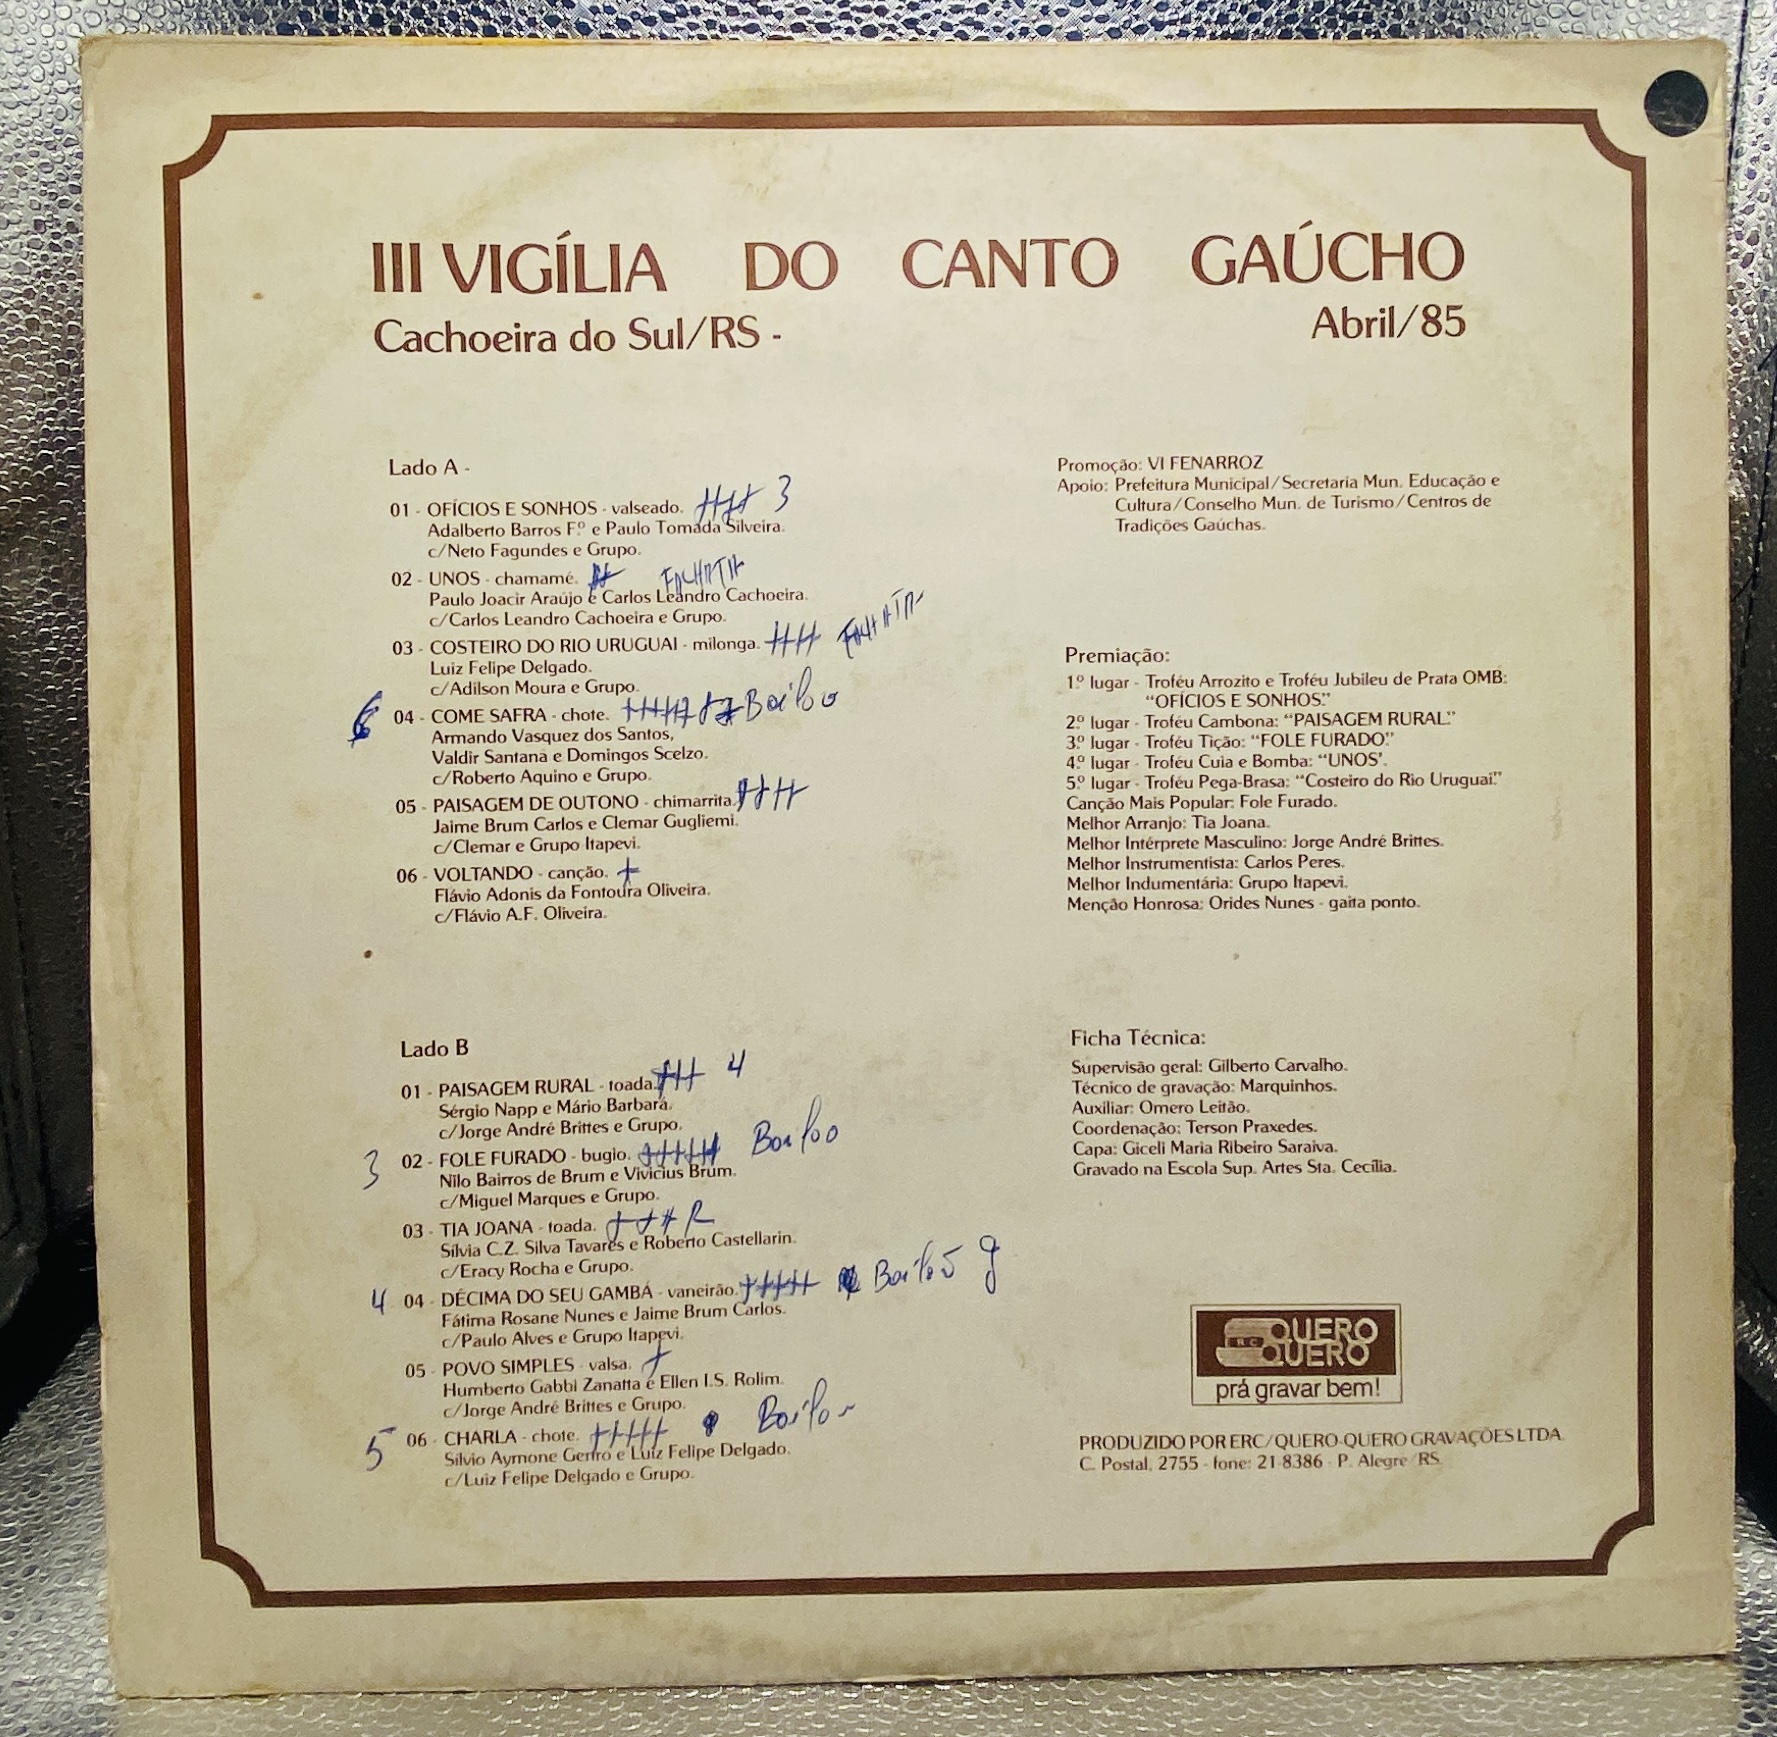 III VIGÍLIA DO CANTO GAÚCHO
Cachoeira do Sul/RS - Abril/85
Lado A -
01 - OFÍCIOS E SONHOS - valseado. 3
Adalberto Barros F.º e Paulo Tomada Silveira.
c/Neto Fagundes e Grupo.
02 - UNOS - chamamé.
Paulo Joacir Araújo e Carlos Leandro Cachoeira.
c/Carlos Leandro Cachoeira e Grupo.
03 - COSTEIRO DO RIO URUGUAI - milonga.
Luiz Felipe Delgado.
c/Adilson Moura e Grupo.
6 04 - COME SAFRA - chote.
Armando Vasquez dos Santos,
Valdir Santana e Domingos Scelzo.
c/Roberto Aquino e Grupo.
05 - PAISAGEM DE OUTONO - chimarrita.
Jaime Brum Carlos e Clemar Gugliemi.
c/Clemar e Grupo Itapevi.
06 - VOLTANDO - canção.
Flávio Adonis da Fontoura Oliveira.
c/Flávio A.F. Oliveira.
Lado B
01 - PAISAGEM RURAL - toada. 4
Sérgio Napp e Mário Barbará.
c/Jorge André Brittes e Grupo.
3 02 - FOLE FURADO - bugio.
Nilo Bairros de Brum e Vivicius Brum.
c/Miguel Marques e Grupo.
03 - TIA JOANA - toada. R
Sílvia C.Z. Silva Tavares e Roberto Castellarin.
c/Eracy Rocha e Grupo.
4 04 - DÉCIMA DO SEU GAMBÁ - vaneirão.
Fátima Rosane Nunes e Jaime Brum Carlos.
c/Paulo Alves e Grupo Itapevi.
05 - POVO SIMPLES - valsa.
Humberto Gabbi Zanatta e Ellen I.S. Rolim.
c/Jorge André Brittes e Grupo.
5 06 - CHARLA - chote.
Silvio Aymone Genro e Luiz Felipe Delgado.
c/Luiz Felipe Delgado e Grupo.
Promoção: VI FENARROZ
Apoio: Prefeitura Municipal/Secretaria Mun. Educação e
Cultura/Conselho Mun. de Turismo/Centros de
Tradições Gaúchas.
Premiação:
1º lugar - Troféu Arrozito e Troféu Jubileu de Prata OMB:
"OFÍCIOS E SONHOS".
2º lugar - Troféu Cambona: "PAISAGEM RURAL".
3º lugar - Troféu Tição: "FOLE FURADO".
4º lugar - Troféu Cuia e Bomba: "UNOS".
5º lugar - Troféu Pega-Brasa: "Costeiro do Rio Uruguai".
Canção Mais Popular: Fole Furado.
Melhor Arranjo: Tia Joana.
Melhor Intérprete Masculino: Jorge André Brittes.
Melhor Instrumentista: Carlos Peres.
Melhor Indumentária: Grupo Itapevi.
Menção Honrosa: Orides Nunes - gaita ponto.
Ficha Técnica:
Supervisão geral: Gilberto Carvalho.
Técnico de gravação: Marquinhos.
Auxiliar: Omero Leitão.
Coordenação: Terson Praxedes.
Capa: Giceli Maria Ribeiro Saraiva.
Gravado na Escola Sup. Artes Sta. Cecília.
ERC QUERO
QUERO
prá gravar bem!
PRODUZIDO POR ERC/QUERO-QUERO GRAVAÇÕES LTDA.
C. Postal, 2755 - fone: 21-8386 - P. Alegre/RS